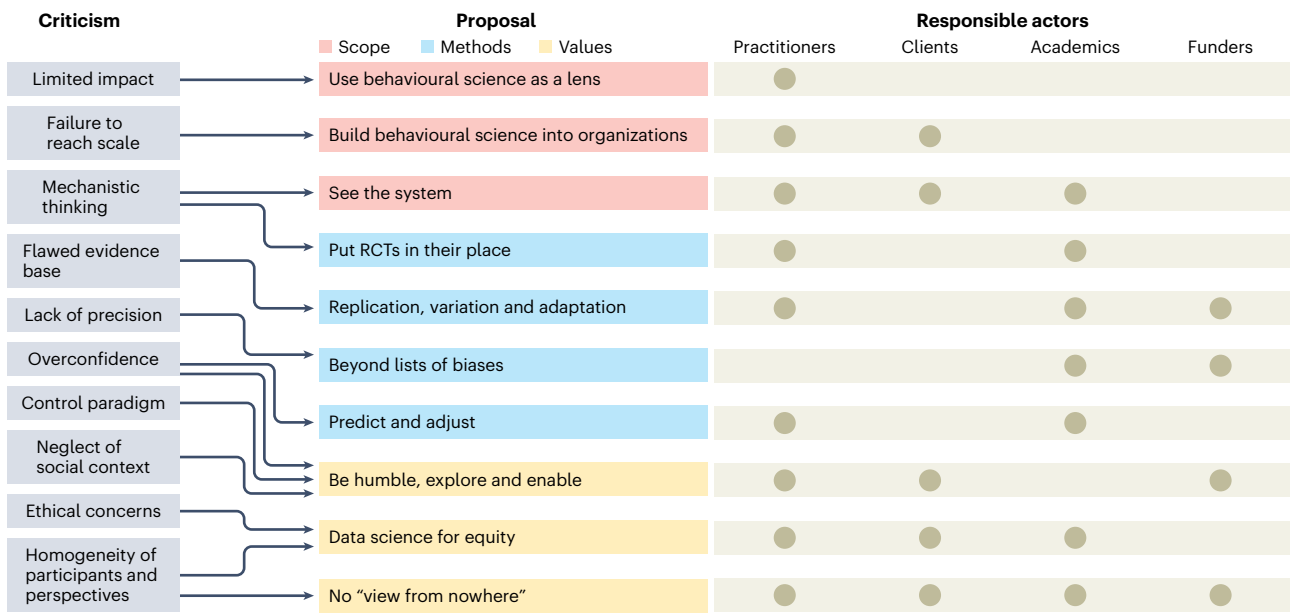 Criticism
Proposal
Responsible actors
Scope
Methods
Values
Practitioners
Clients
Academics
Funders
Limited impact
Use behavioural science as a lens
Failure to
reach scale
Build behavioural science into organizations
Mechanistic
thinking
See the system
Put RCTs in their place
Flawed evidence
base
Replication, variation and adaptation
Lack of precision
Beyond lists of biases
Overconfidence
Control paradigm
Predict and adjust
Neglect of
social context
Be humble, explore and enable
Ethical concerns
Data science for equity
Homogeneity of
participants and
perspectives
No “view from nowhere”